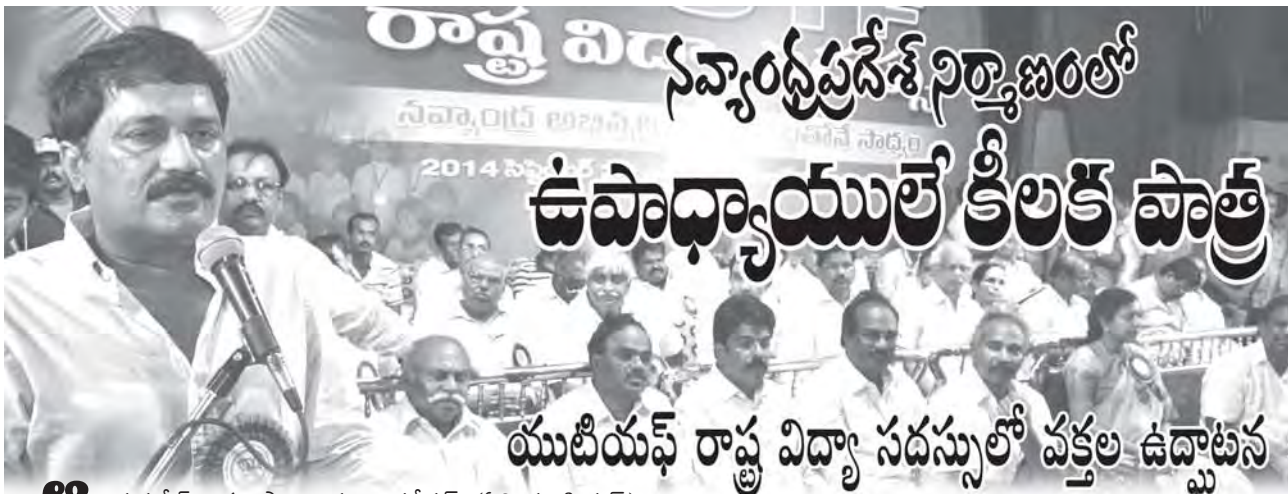 రాష్ట్ర
2014
నవ్యాంధ్రప్రదేశ్ నిర్మాణంలో
ఉపాధ్యాయులే కీలక పాత్ర
యుటియఫ్ రాష్ట్ర విద్యా సదస్సులో వక్తల ఉద్ఘాటన